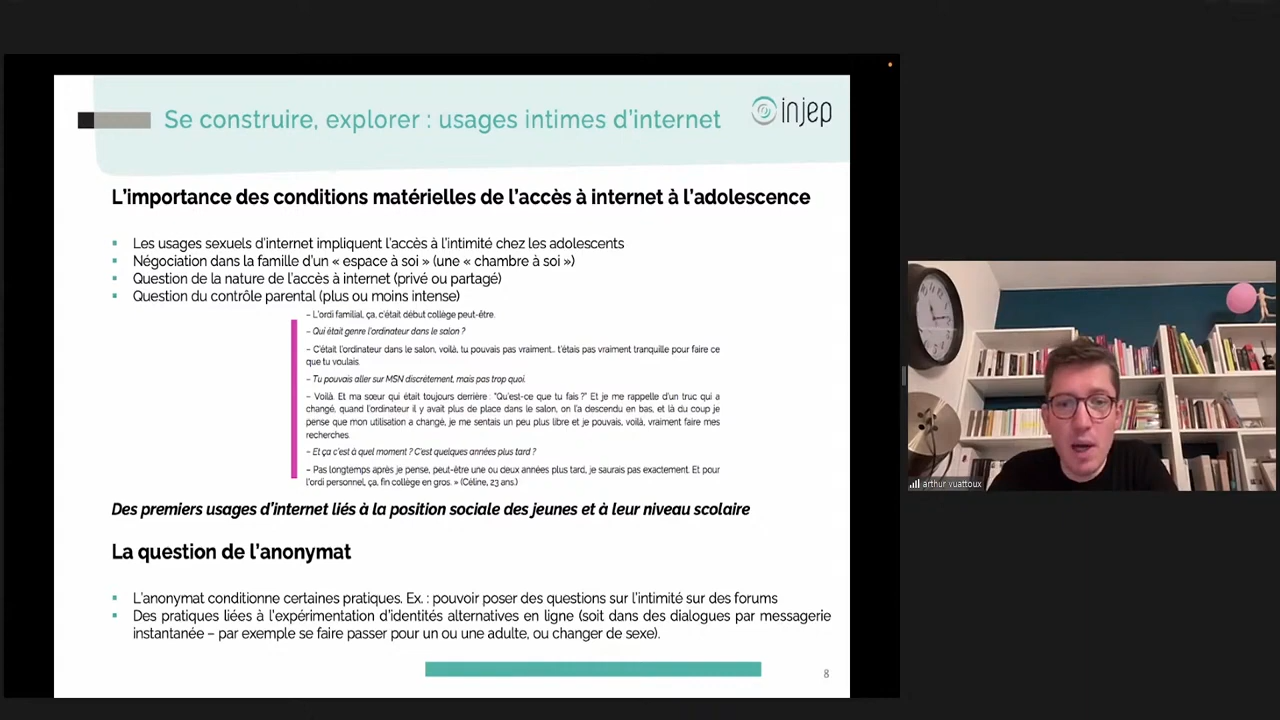 Se construire, explorer : usages intimes d'internet
injep
L'importance des conditions matérielles de l'accès à internet à l'adolescence
▪ Les usages sexuels d'internet impliquent l'accès à l'intimité chez les adolescents
▪ Négociation dans la famille d'un « espace à soi » (une « chambre à soi »)
▪ Question de la nature de l'accès à internet (privé ou partagé)
▪ Question du contrôle parental (plus ou moins intense)
– L'ordi familial, ça, c'était début collège peut-être.
– Qui était genre l'ordinateur dans le salon ?
– C'était l'ordinateur dans le salon, voilà, tu pouvais pas vraiment… t'étais pas vraiment tranquille pour faire ce
que tu voulais.
– Tu pouvais aller sur MSN discrètement, mais pas trop quoi.
– Voilà. Et ma sœur qui était toujours derrière : "Qu'est-ce que tu fais ?" Et je me rappelle d'un truc qui a
changé, quand l'ordinateur il y avait plus de place dans le salon, on l'a descendu en bas, et là du coup je
pense que mon utilisation a changé, je me sentais un peu plus libre et je pouvais, voilà, vraiment faire mes
recherches.
– Et ça c'est à quel moment ? C'est quelques années plus tard ?
– Pas longtemps après je pense, peut-être une ou deux années plus tard, je saurais pas exactement. Et pour
l'ordi personnel, ça, fin collège en gros. » (Céline, 23 ans.)
Des premiers usages d'internet liés à la position sociale des jeunes et à leur niveau scolaire
La question de l'anonymat
▪ L'anonymat conditionne certaines pratiques. Ex. : pouvoir poser des questions sur l'intimité sur des forums
▪ Des pratiques liées à l'expérimentation d'identités alternatives en ligne (soit dans des dialogues par messagerie
instantanée – par exemple se faire passer pour un ou une adulte, ou changer de sexe).
8
arthur vuattoux